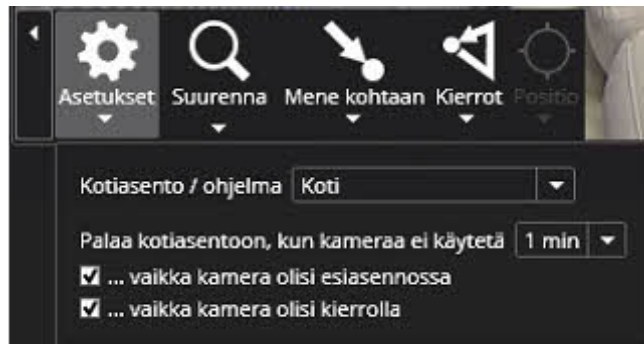 Asetukset Suurenna Mene kohtaan Kierrot Positio
Kotiasento / ohjelma Koti
Palaa kotiasentoon, kun kameraa ei käytetä 1 min
... vaikka kamera olisi esiasennossa
... vaikka kamera olisi kierrolla